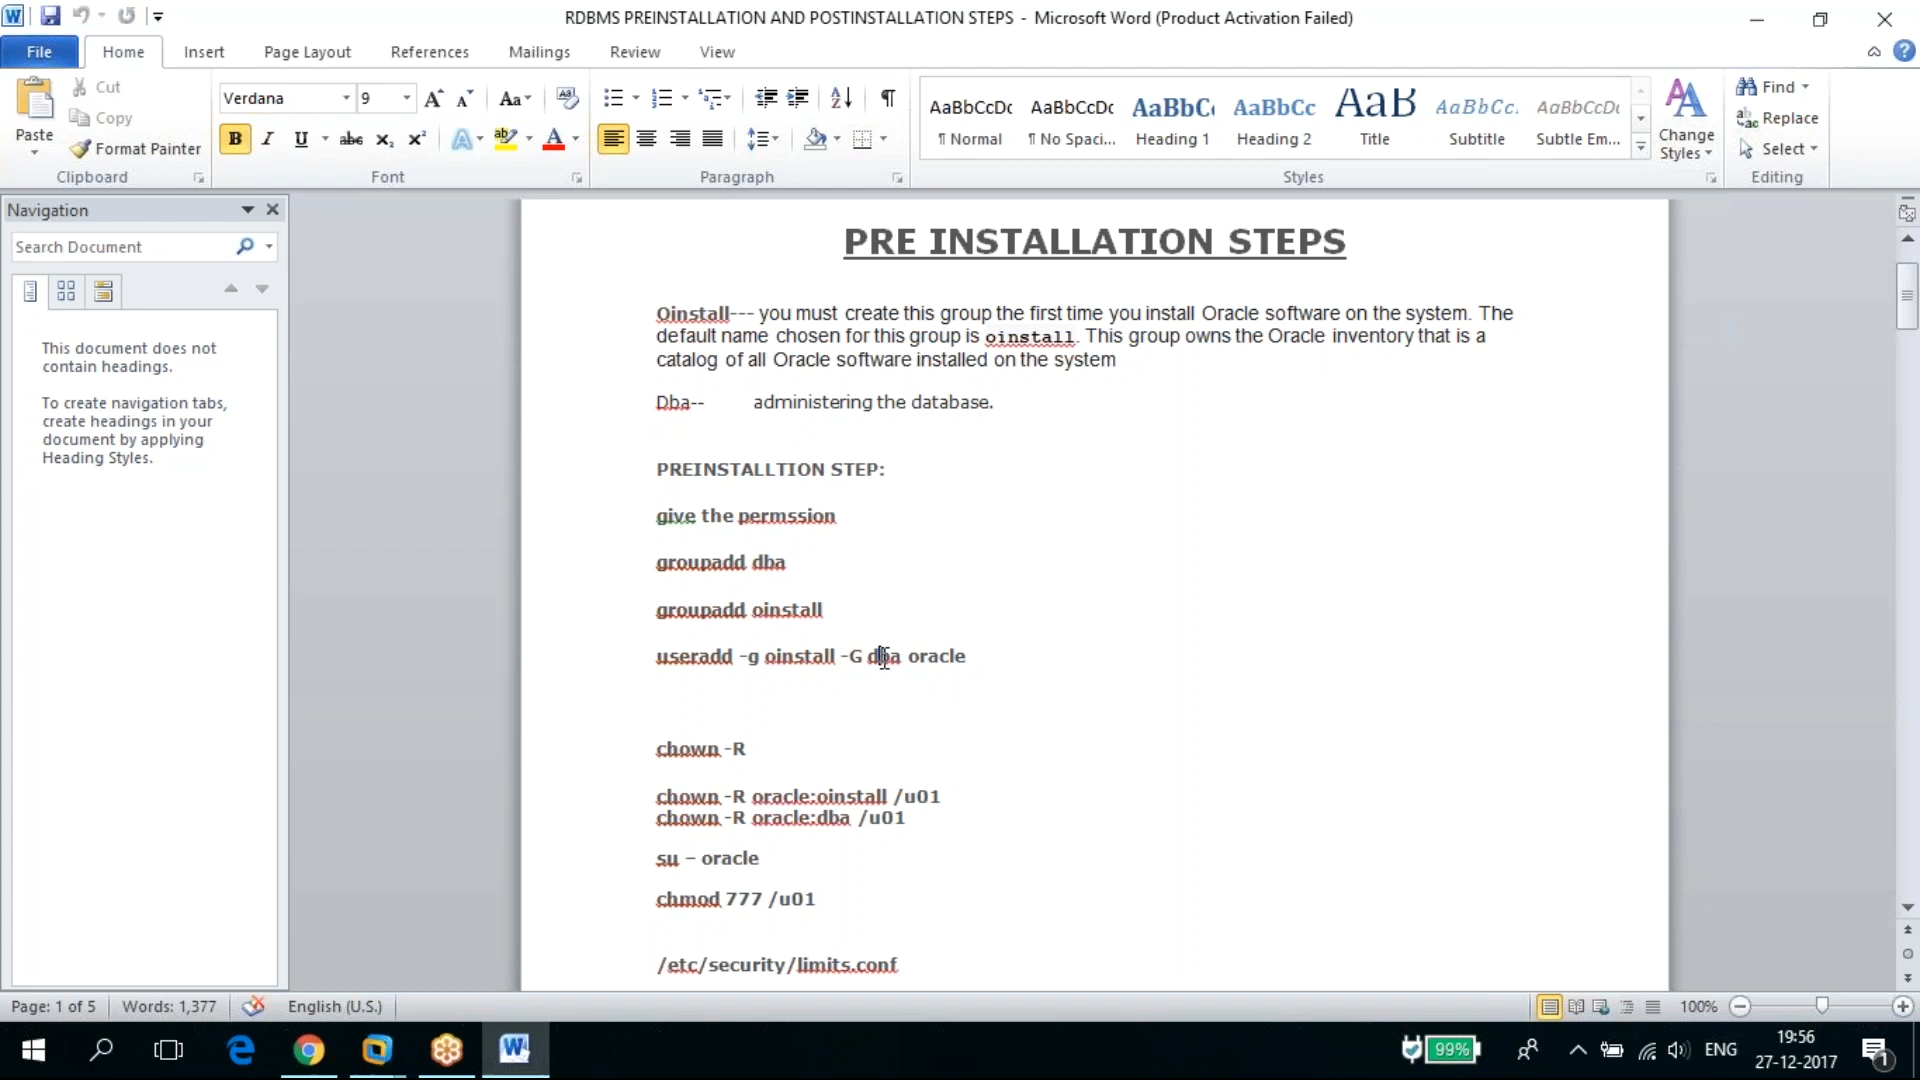 RDBMS PREINSTALLATION AND POSTINSTALLATION STEPS - Microsoft Word (Product Activation Failed)
File Home Insert Page Layout References Mailings Review View
Paste
Cut
Copy
Format Painter
Clipboard
Verdana 9
Font
Paragraph
AaBbCcDc AaBbCcDc AaBbC AaBbCc AaB AaBbCc. AaBbCcDc
¶ Normal ¶ No Spaci... Heading 1 Heading 2 Title Subtitle Subtle Em...
Change Styles
Styles
Find
Replace
Select
Editing
Navigation
Search Document
This document does not
contain headings.
To create navigation tabs,
create headings in your
document by applying
Heading Styles.
PRE INSTALLATION STEPS
Oinstall--- you must create this group the first time you install Oracle software on the system. The
default name chosen for this group is oinstall. This group owns the Oracle inventory that is a
catalog of all Oracle software installed on the system
Dba-- administering the database.
PREINSTALLTION STEP:
give the permssion
groupadd dba
groupadd oinstall
useradd -g oinstall -G dba oracle
chown -R
chown -R oracle:oinstall /u01
chown -R oracle:dba /u01
su – oracle
chmod 777 /u01
/etc/security/limits.conf
Page: 1 of 5 Words: 1,377 English (U.S.) 100%
99% ENG 19:56
27-12-2017
1